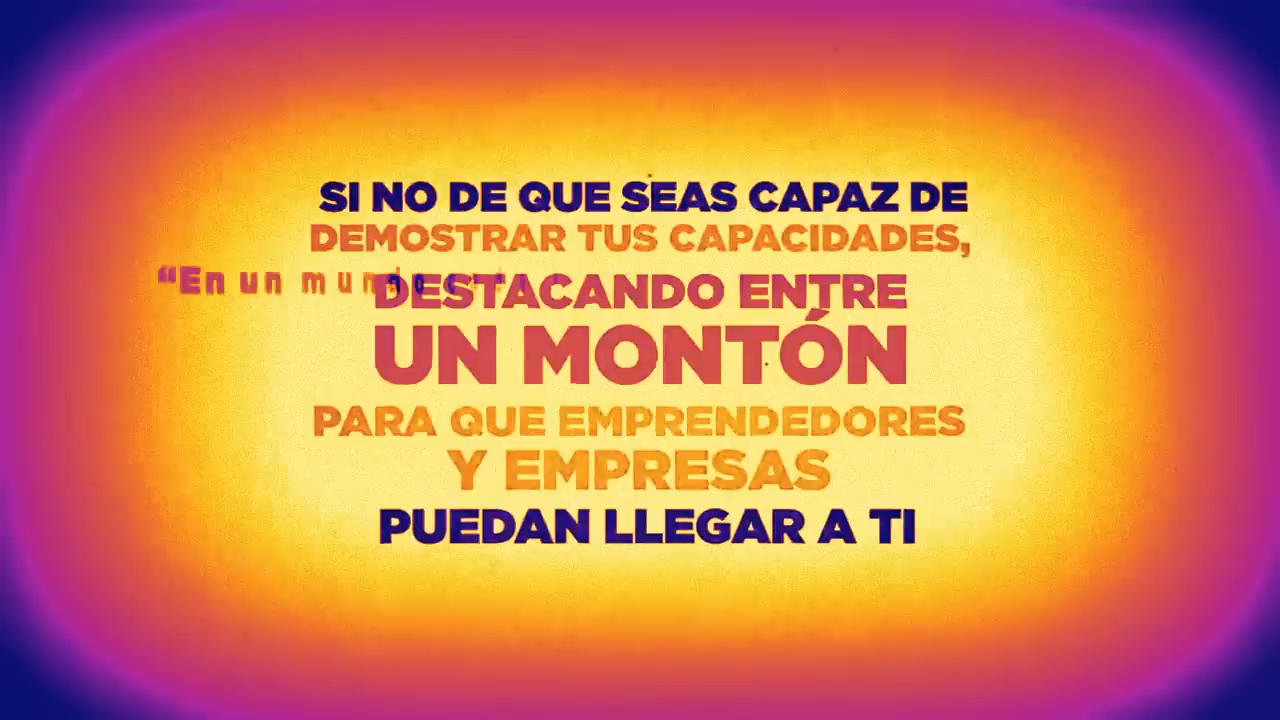 SI NO DE QUE SEAS CAPAZ DE
DEMOSTRAR TUS CAPACIDADES,
“En un mundo
DESTACANDO ENTRE
UN MONTÓN
PARA QUE EMPRENDEDORES
Y EMPRESAS
PUEDAN LLEGAR A TI